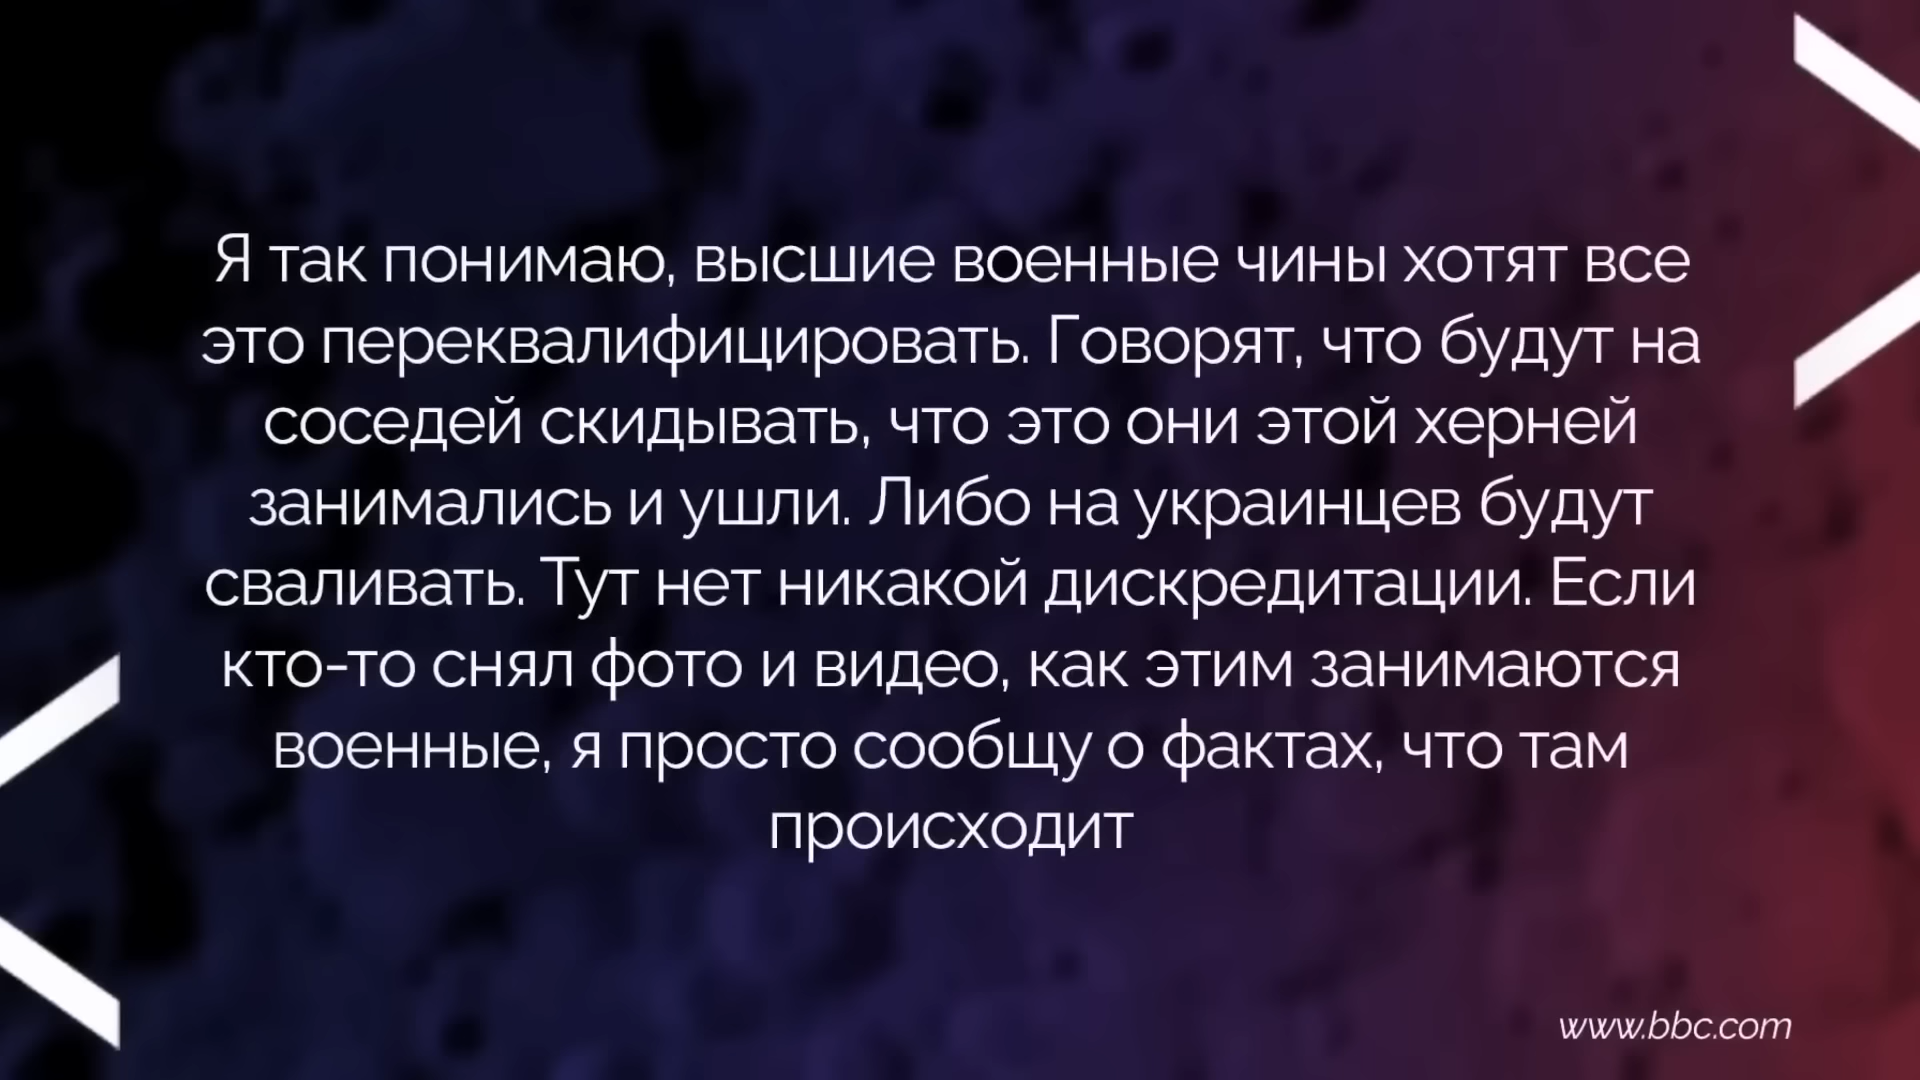 Я так понимаю, высшие военные чины хотят все
это переквалифицировать. Говорят, что будут на
соседей скидывать, что это они этой херней
занимались и ушли. Либо на украинцев будут
сваливать. Тут нет никакой дискредитации. Если
кто-то снял фото и видео, как этим занимаются
военные, я просто сообщу о фактах, что там
происходит
www.bbc.com